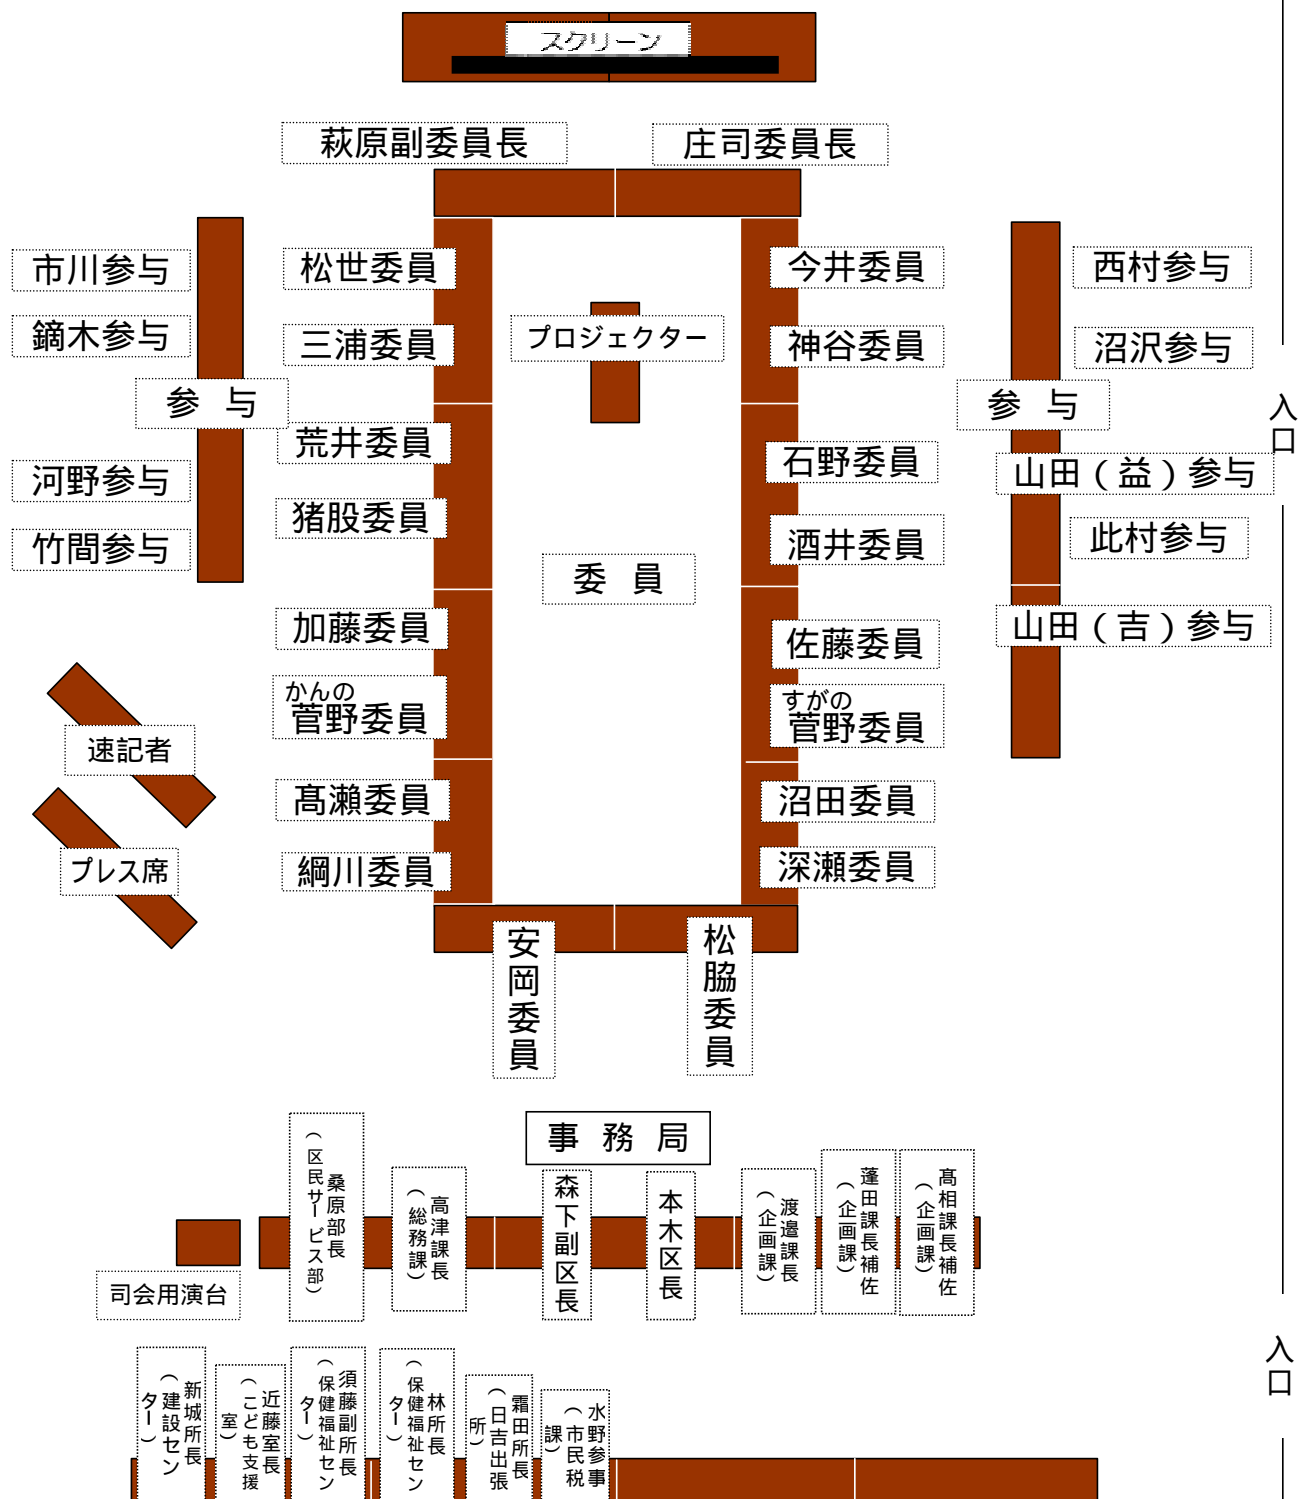 スクリーン
萩原副委員長
庄司委員長
市川参与
鏑木参与
参 与
河野参与
竹間参与
松世委員
三浦委員
荒井委員
猪股委員
加藤委員
かんの
菅野委員
髙瀬委員
綱川委員
プロジェクター
委 員
今井委員
神谷委員
石野委員
酒井委員
佐藤委員
すがの
菅野委員
沼田委員
深瀬委員
西村参与
沼沢参与
参 与
山田（益）参与
此村参与
山田（吉）参与
入口
速記者
プレス席
安岡委員
松脇委員
事 務 局
桑原部長
（区民サービス部）
高津課長
（総務課）
森下副区長
本木区長
渡邉課長
（企画課）
蓬田課長補佐
（企画課）
髙相課長補佐
（企画課）
司会用演台
入口
新城所長
（建設セン
ター）
近藤室長
（こども支援
室）
須藤副所長
（保健福祉セン
ター）
林所長
（保健福祉セン
ター）
霜田所長
（日吉出張
所）
水野参事
（市民税
課）